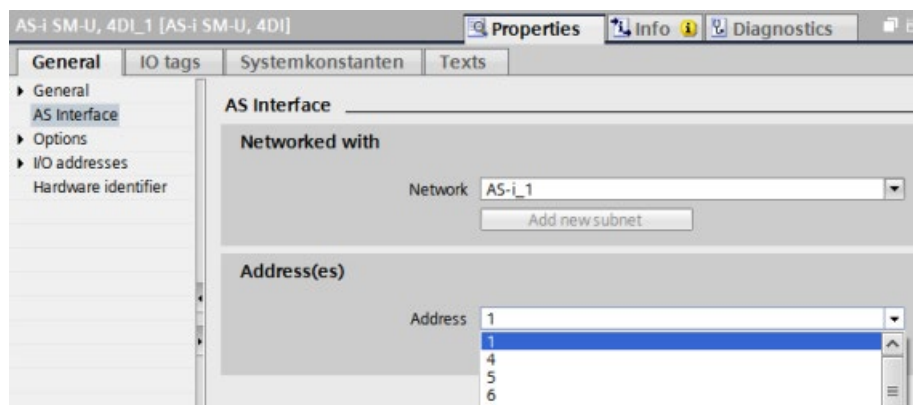 AS-i SM-U, 4DI_1 [AS-i SM-U, 4DI]
Properties Info Diagnostics
General IO tags Systemkonstanten Texts
General
AS Interface
Options
I/O addresses
Hardware identifier
AS Interface
Networked with
Network AS-i_1
Add new subnet
Address(es)
Address 1
1
4
5
6